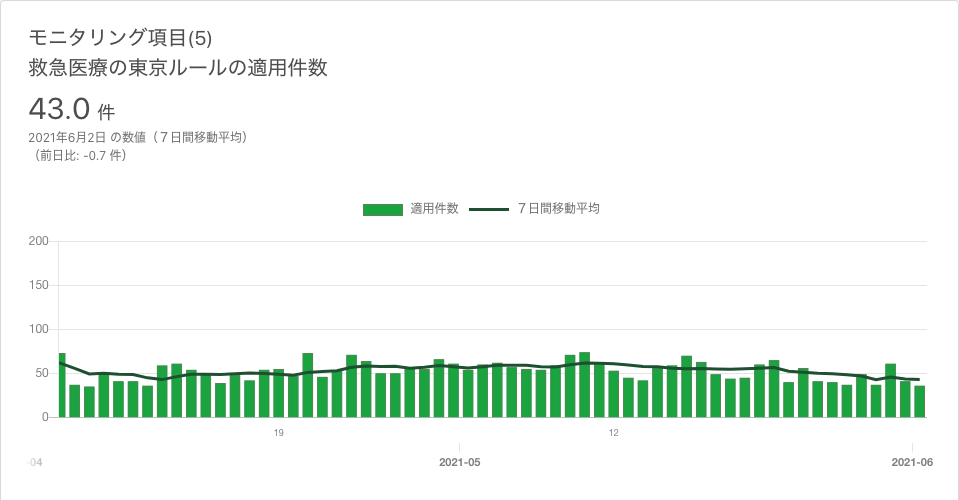 モニタリング項目(5)
救急医療の東京ルールの適用件数
43.0 件
2021年6月2日 の数値（７日間移動平均）
（前日比: -0.7 件）
適用件数 ７日間移動平均
200
150
100
50
0
19 12
-04 2021-05 2021-06